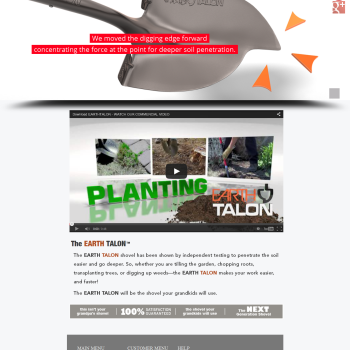 EARTH TALON
g+
We moved the digging edge forward
concentrating the force at the point for deeper soil penetration.
Download EARTH TALON - WATCH OUR COMMERCIAL VIDEO
PLANTING
EARTH
TALON
The EARTH TALON™
The EARTH TALON shovel has been shown by independent testing to penetrate the soil
easier and go deeper. So, whether you are tilling the garden, chopping roots,
transplanting trees, or digging up weeds—the EARTH TALON makes your work easier,
and faster!
The EARTH TALON will be the shovel your grandkids will use.
This isn't your
grandpa's shovel
100% SATISFACTION
GUARANTEE
the shovel your
grandkids will use
The NEXT
Generation Shovel
MAIN MENU CUSTOMER MENU HELP